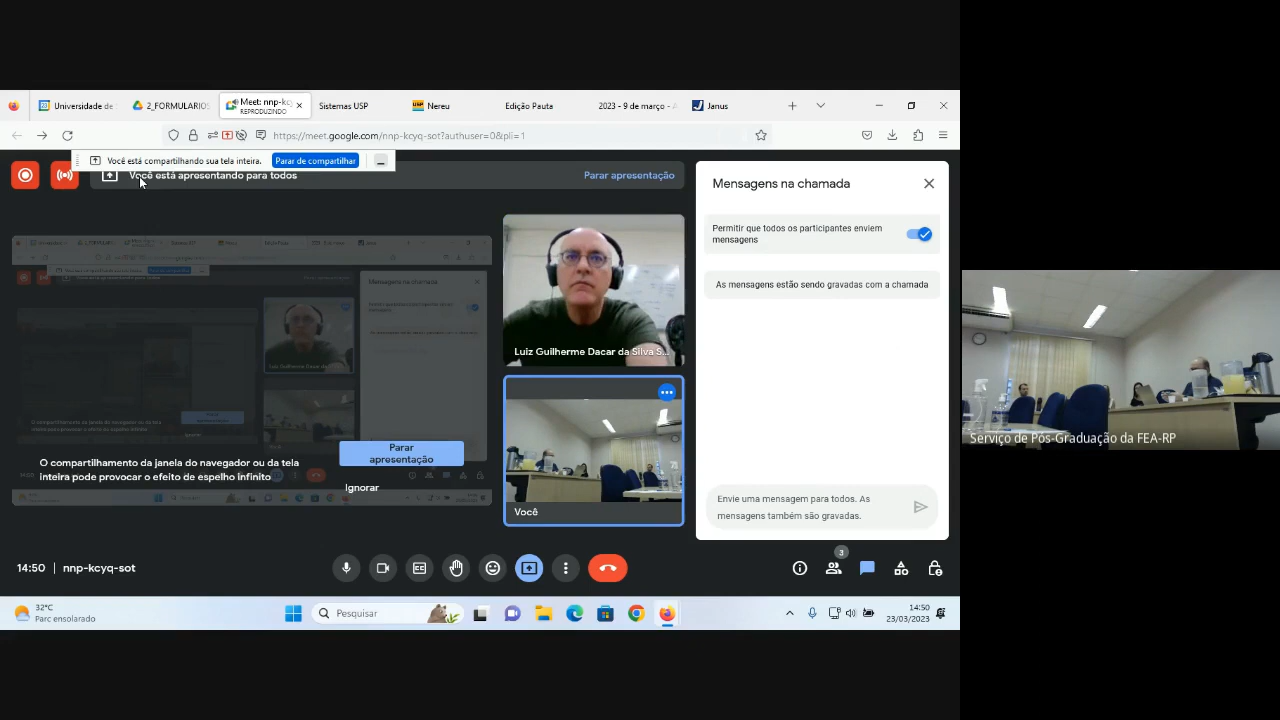 Universidade de
2_FORMULARIOS
Meet: nnp-kcy
REPRODUZINDO
Sistemas USP
Nereu
Edição Pauta
2023 - 9 de março -
Janus
https://meet.google.com/nnp-kcyq-sot?authuser=0&pli=1
Você está compartilhando sua tela inteira.
Parar de compartilhar
Você está apresentando para todos
Parar apresentação
Mensagens na chamada
Permitir que todos os participantes enviem
mensagens
As mensagens estão sendo gravadas com a chamada
Luiz Guilherme Dacar da Silva S...
Parar
apresentação
O compartilhamento da janela do navegador ou da tela
inteira pode provocar o efeito de espelho infinito
Ignorar
Você
Envie uma mensagem para todos. As
mensagens também são gravadas.
Serviço de Pós-Graduação da FEA-RP
14:50 | nnp-kcyq-sot
3
32°C
Parc ensolarado
Pesquisar
14:50
23/03/2023